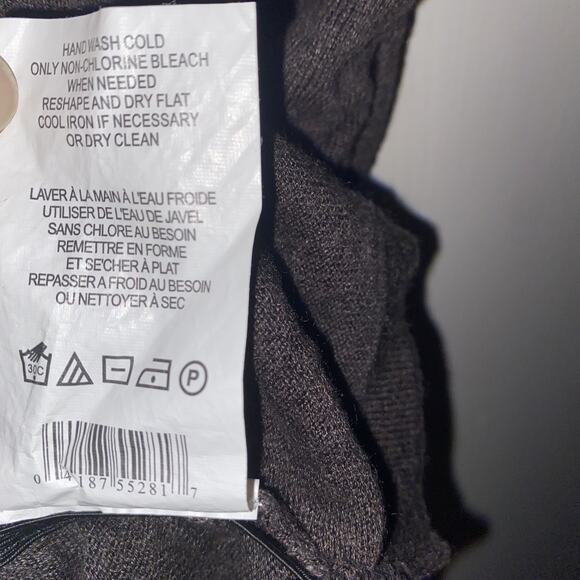 HAND WASH COLD
ONLY NON-CHLORINE BLEACH
WHEN NEEDED
RESHAPE AND DRY FLAT
COOL IRON IF NECESSARY
OR DRY CLEAN
LAVER À LA MAIN À L'EAU FROIDE
UTILISER DE L'EAU DE JAVEL
SANS CHLORE AU BESOIN
REMETTRE EN FORME
ET SE'CHER À PLAT
REPASSER A FROID AU BESOIN
OU NETTOYER À SEC
30C P
0 41877 55281 7